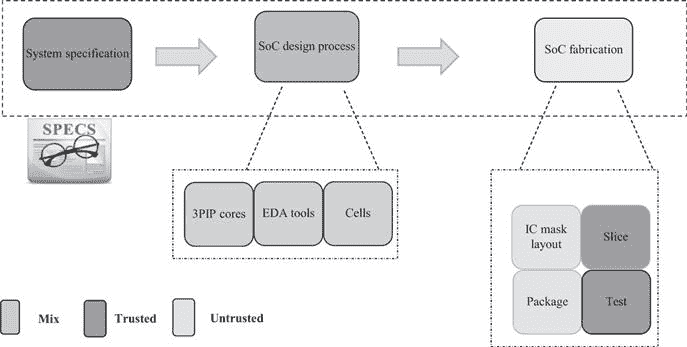 System specification
SoC design process
SoC fabrication
SPECS
3PIP cores
EDA tools
Cells
IC mask
layout
Slice
Package
Test
Mix
Trusted
Untrusted